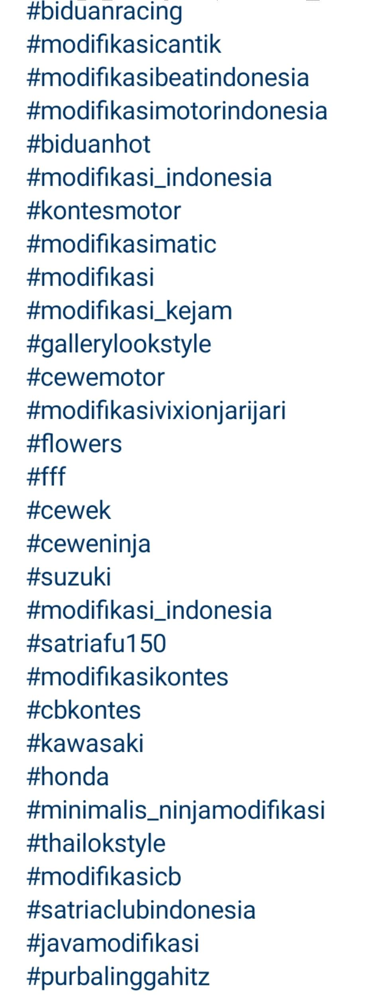 #biduanracing
#modifikasicantik
#modifikasibeatindonesia
#modifikasimotorindonesia
#biduanhot
#modifikasi_indonesia
#kontesmotor
#modifikasimatic
#modifikasi
#modifikasi_kejam
#gallerylookstyle
#cewemotor
#modifikasivixionjarijari
#flowers
#fff
#cewek
#ceweninja
#suzuki
#modifikasi_indonesia
#satriafu150
#modifikasikontes
#cbkontes
#kawasaki
#honda
#minimalis_ninjamodifikasi
#thailokstyle
#modifikasicb
#satriaclubindonesia
#javamodifikasi
#purbalinggahitz